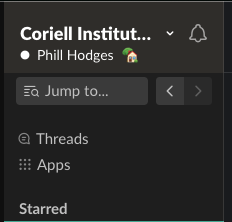 Coriell Institut...
Phill Hodges
Jump to...
Threads
Apps
Starred